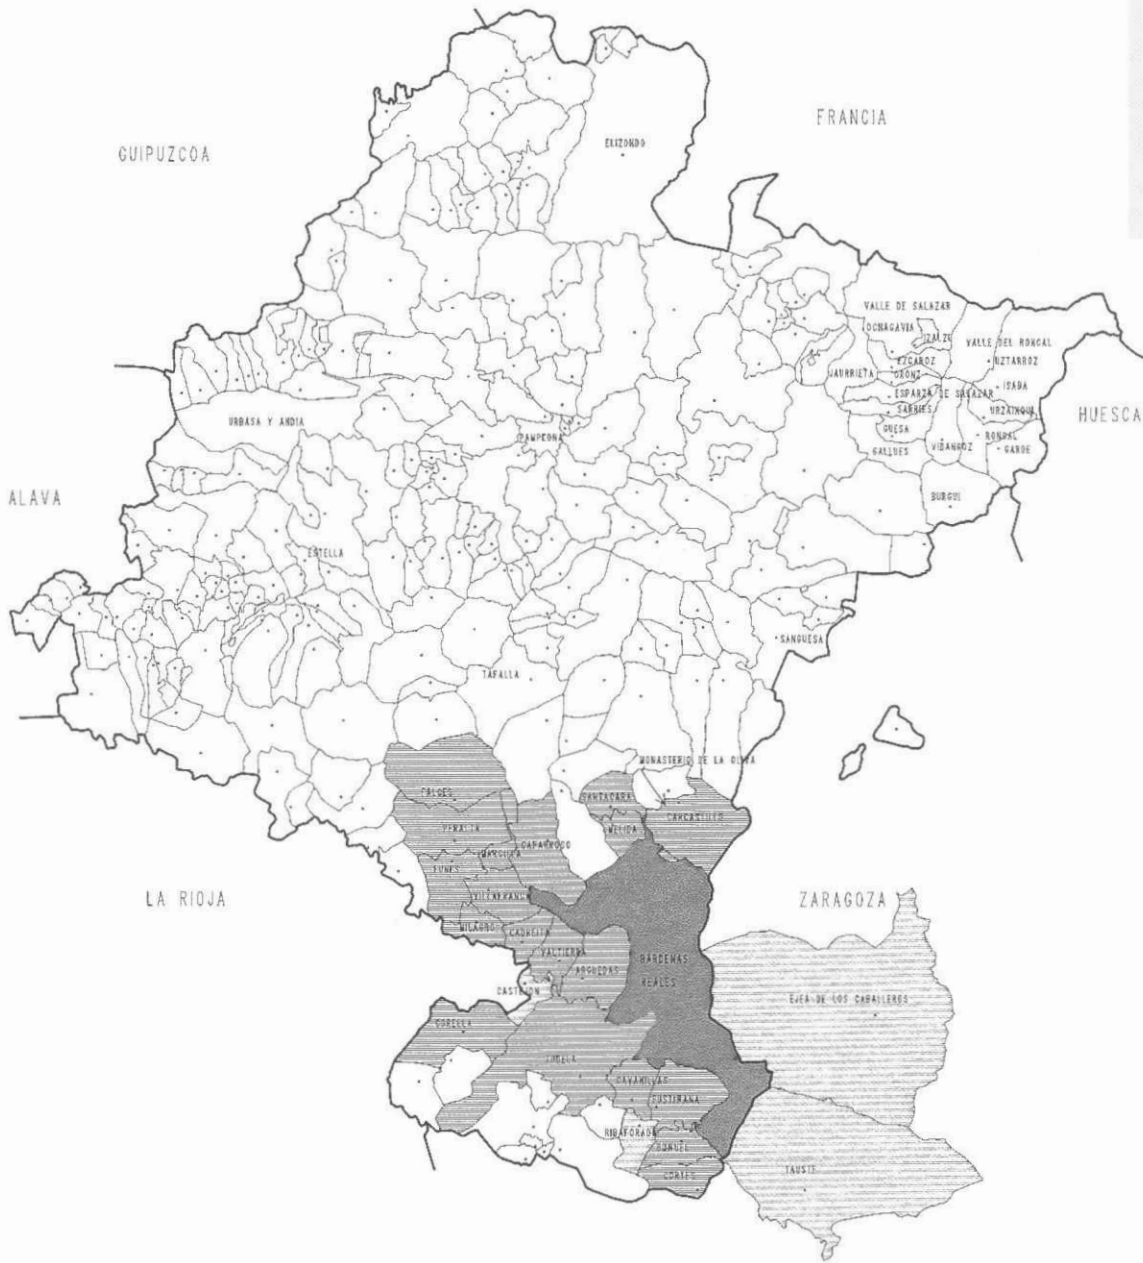 FRANCIA
GUIPUZCOA
ELIZONDO
VALLE DE SALAZAR
OCHAGAVIA
IZALZU
VALLE DEL RONCAL
EZCAROZ
UZTARROZ
JAURRIETA
ORONZ
ISABA
ESPARZA DE SALAZAR
SARRIES
URZAINQUI
HUESCA
URBASA Y ANDIA
GUESA
PAMPLONA
RONCAL
GALLUES
VIDANGOZ
GARDE
ALAVA
BURGUI
ESTELLA
SANGUESA
TAFALLA
MONASTERIO DE LA OLIVA
FALCES
SANTACARA
CARCASTILLO
PERALTA
MELIDA
CAPARROSO
MARCILLA
FUNES
LA RIOJA
VILLAFRANCA
ZARAGOZA
MILAGRO
CADREITA
VALTIERRA
BARDENAS
REALES
ARGUEDAS
CASTEJON
EJEA DE LOS CABALLEROS
CORELLA
TUDELA
CAVANILLAS
FUSTIÑANA
RIBAFORADA
BUÑUEL
CORTES
TAUSTE